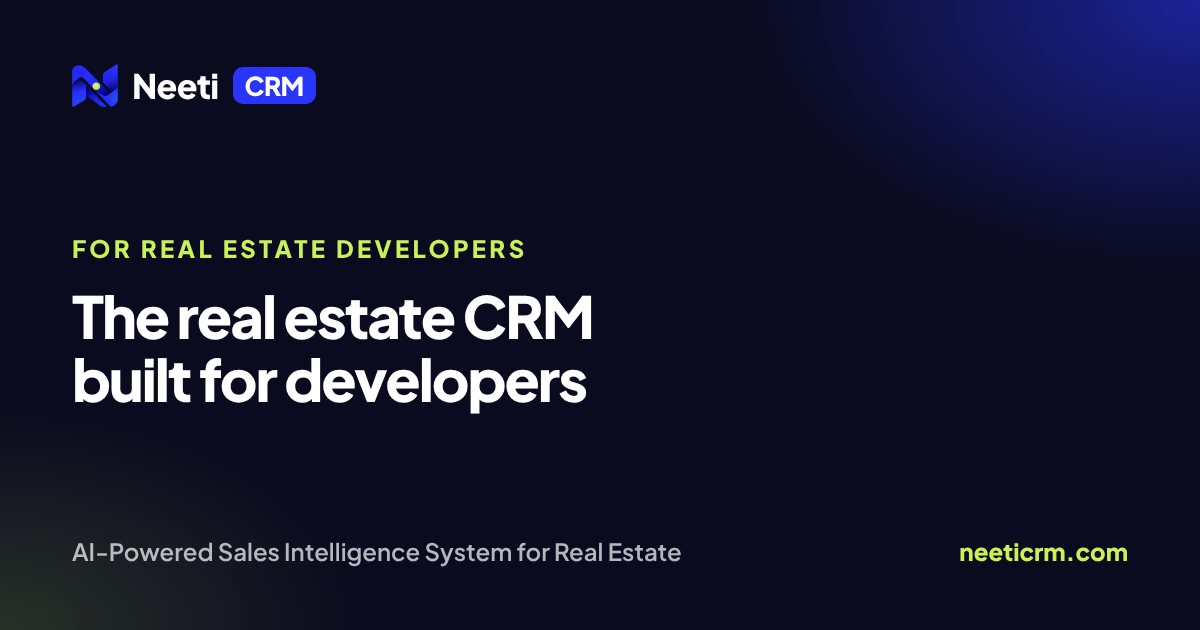 Neeti CRM
FOR REAL ESTATE DEVELOPERS
The real estate CRM
built for developers
AI-Powered Sales Intelligence System for Real Estate
neeticrm.com